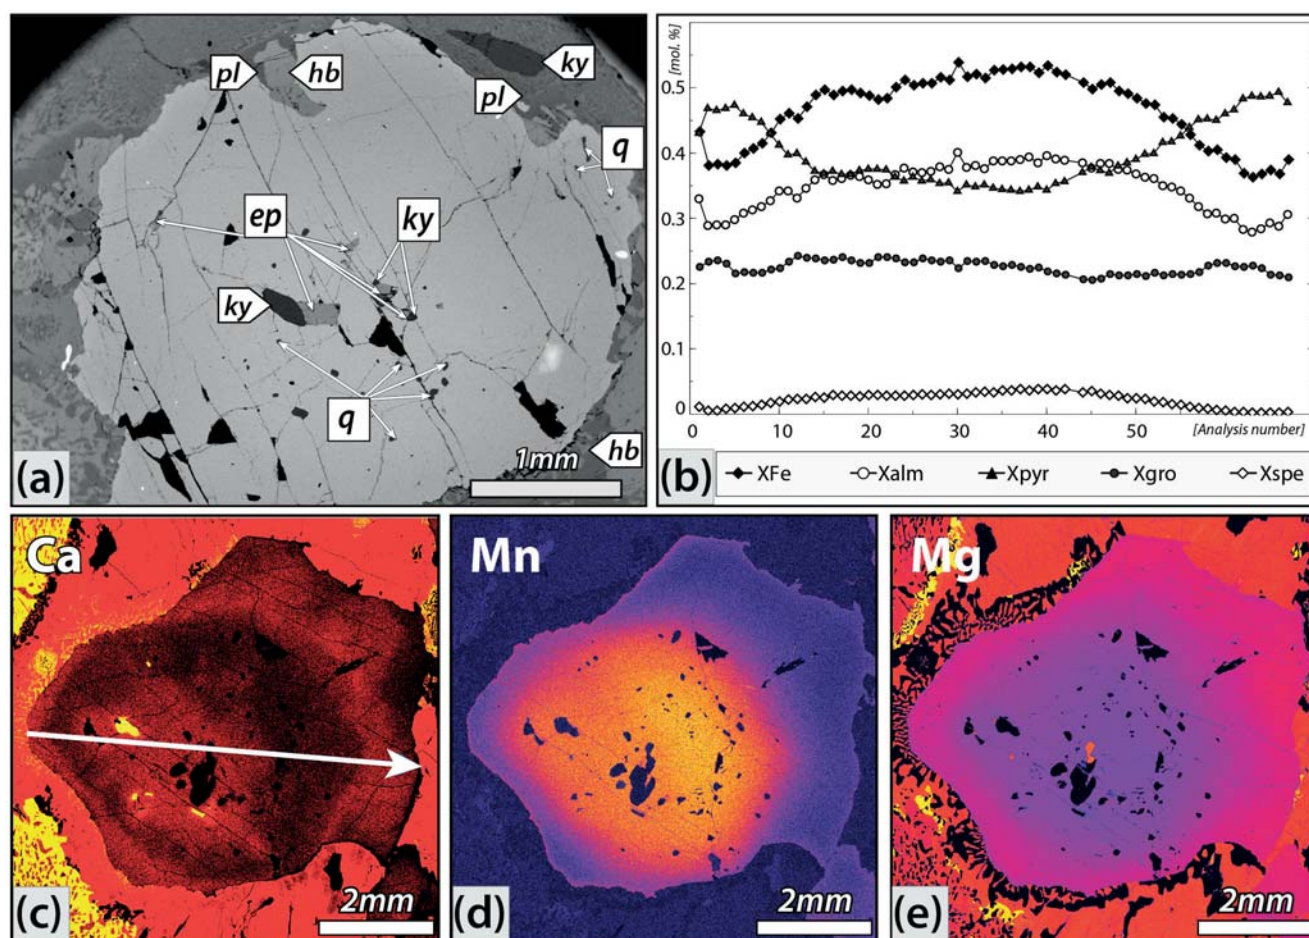 pl
hb
ky
pl
q
ep
ky
ky
q
hb
(a)
1mm
[mol. %]
0.5
0.4
0.3
0.2
0.1
0
0
10
20
30
40
50
[Analysis number]
(b)
XFe
Xalm
Xpyr
Xgro
Xspe
Ca
(c)
2mm
Mn
(d)
2mm
Mg
(e)
2mm